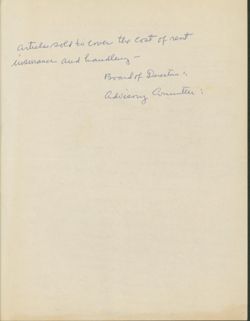 Articles sold to cover the cost of rent
insurance and handling —
Board of Directors:
Advisory Committee: